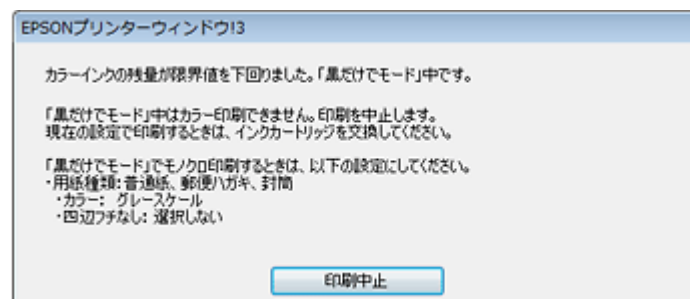 EPSONプリンターウィンドウ!3
カラーインクの残量が限界値を下回りました。「黒だけでモード」中です。
「黒だけでモード」中はカラー印刷できません。印刷を中止します。
現在の設定で印刷するときは、インクカートリッジを交換してください。
「黒だけでモード」でモノクロ印刷するときは、以下の設定にしてください。
・用紙種類: 普通紙、郵便ハガキ、封筒
・カラー: グレースケール
・四辺フチなし: 選択しない
印刷中止